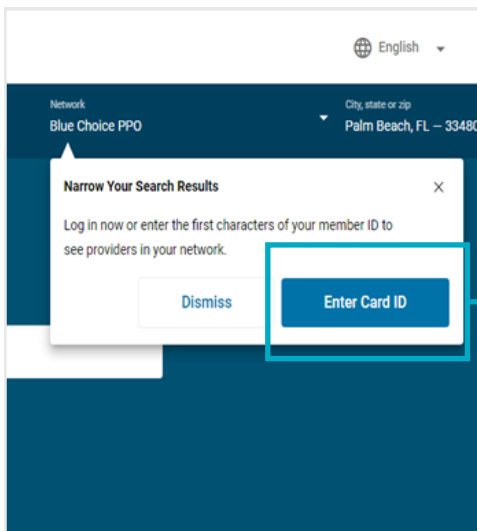 English
Network
Blue Choice PPO
City, state or zip
Palm Beach, FL — 33480
Narrow Your Search Results
Log in now or enter the first characters of your member ID to
see providers in your network.
Dismiss
Enter Card ID